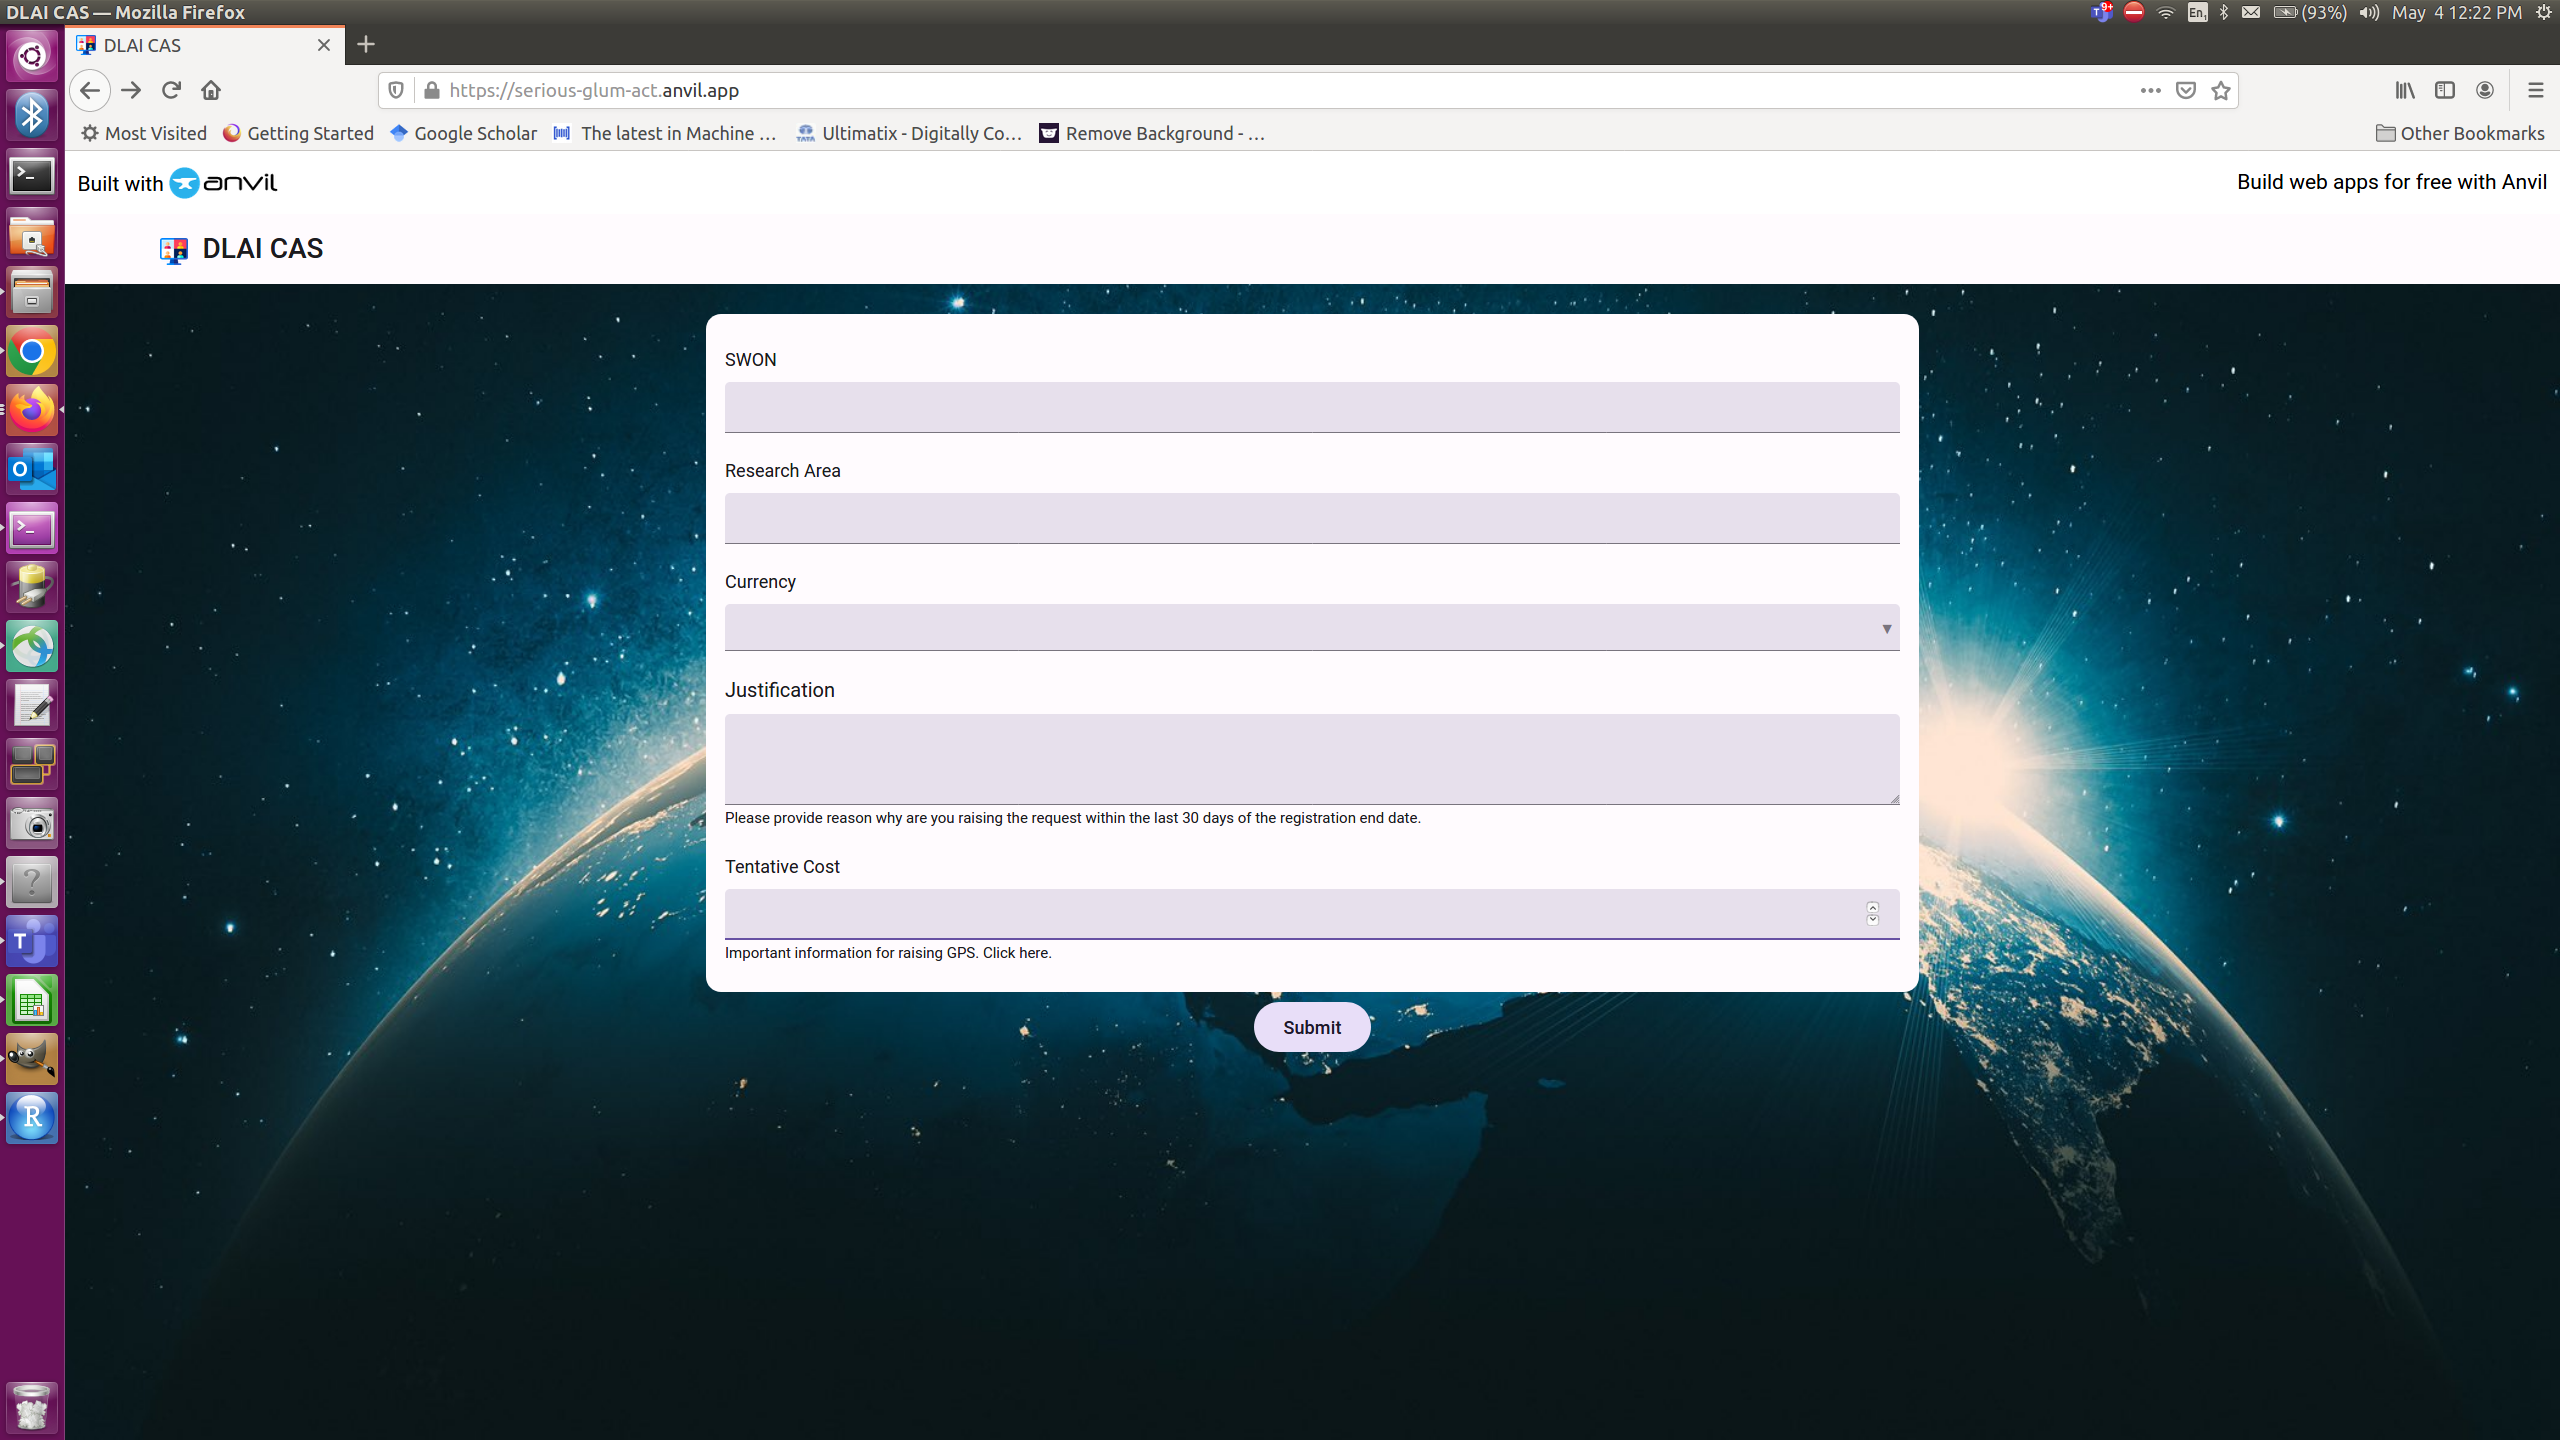 DLAI CAS — Mozilla Firefox
9+ En1 (93%) May 4 12:22 PM
DLAI CAS
https://serious-glum-act.anvil.app
Most Visited Getting Started Google Scholar The latest in Machine … Ultimatix - Digitally Co… Remove Background - … Other Bookmarks
Built with anvil Build web apps for free with Anvil
DLAI CAS
SWON
Research Area
Currency
Justification
Please provide reason why are you raising the request within the last 30 days of the registration end date.
Tentative Cost
Important information for raising GPS. Click here.
Submit